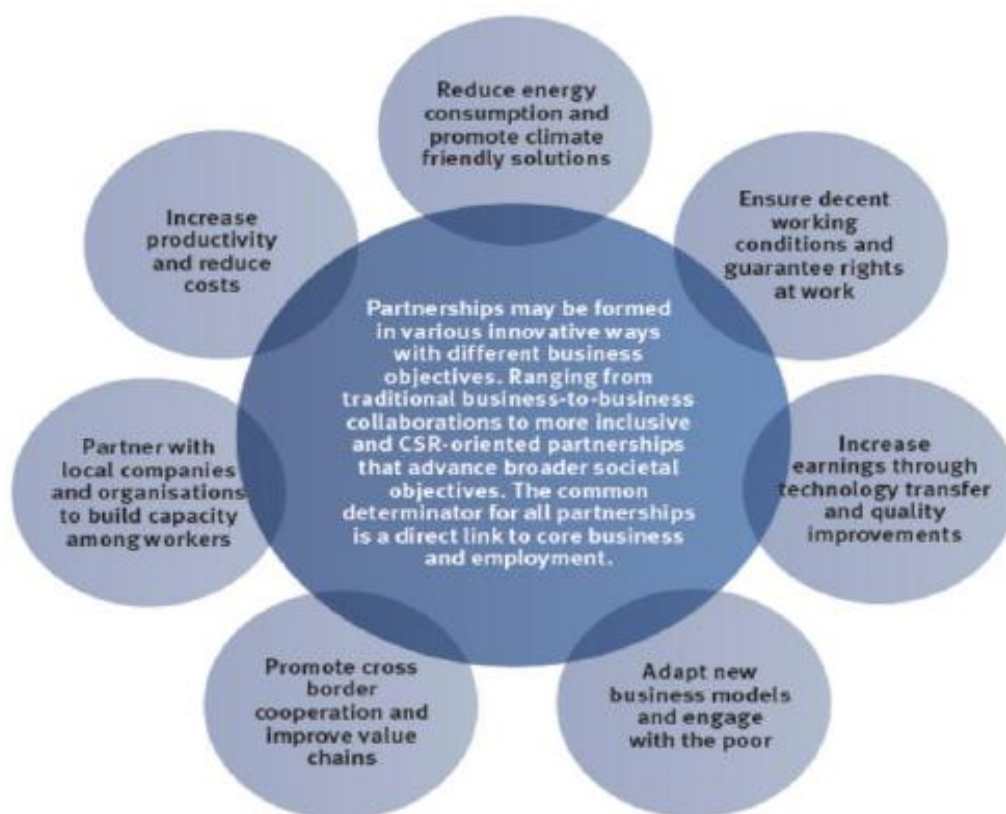 Reduce energy
consumption and
promote climate
friendly solutions
Ensure decent
working
conditions and
guarantee rights
at work
Increase
earnings through
technology transfer
and quality
improvements
Adapt new
business models
and engage
with the poor
Promote cross
border
cooperation and
improve value
chains
Partner with
local companies
and organisations
to build capacity
among workers
Increase
productivity
and reduce
costs
Partnerships may be formed
in various innovative ways
with different business
objectives. Ranging from
traditional business-to-business
collaborations to more inclusive
and CSR-oriented partnerships
that advance broader societal
objectives. The common
determinator for all partnerships
is a direct link to core business
and employment.